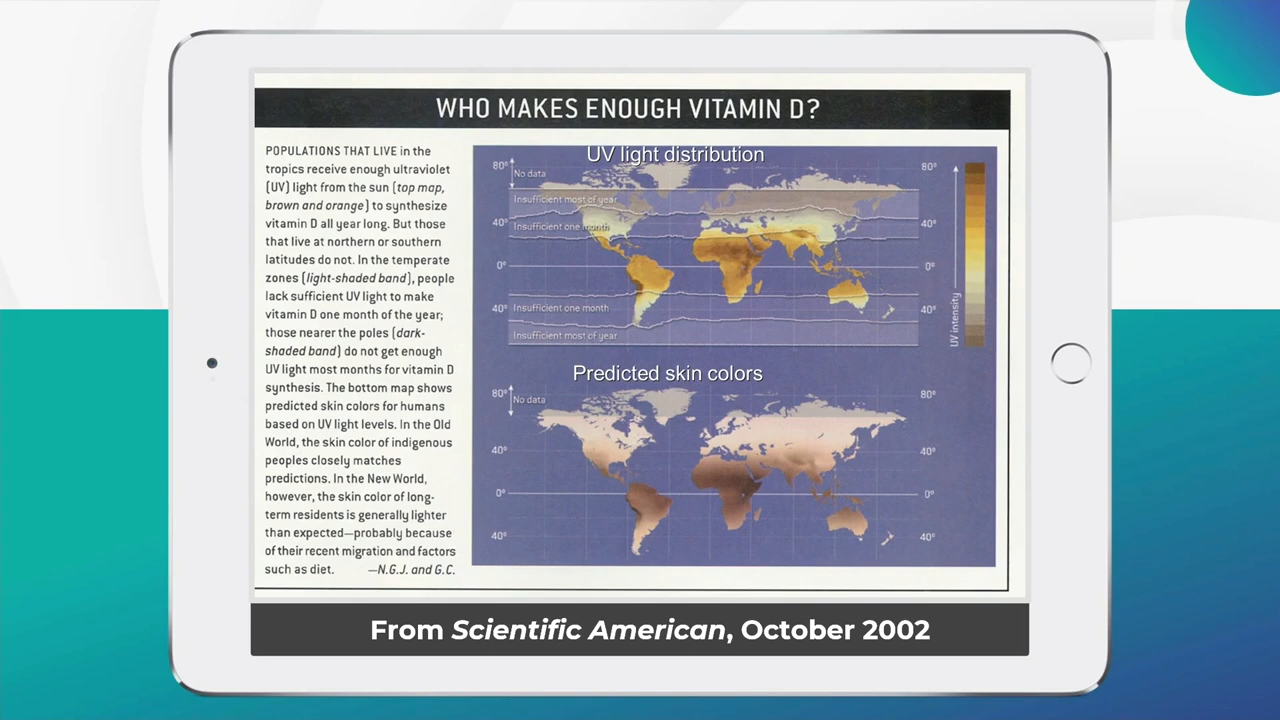 WHO MAKES ENOUGH VITAMIN D?
POPULATIONS THAT LIVE in the
tropics receive enough ultraviolet
(UV) light from the sun (top map,
brown and orange) to synthesize
vitamin D all year long. But those
that live at northern or southern
latitudes do not. In the temperate
zones (light-shaded band), people
lack sufficient UV light to make
vitamin D one month of the year;
those nearer the poles (dark-
shaded band) do not get enough
UV light most months for vitamin D
synthesis. The bottom map shows
predicted skin colors for humans
based on UV light levels. In the Old
World, the skin color of indigenous
peoples closely matches
predictions. In the New World,
however, the skin color of long-
term residents is generally lighter
than expected—probably because
of their recent migration and factors
such as diet. —N.G.J. and G.C.
UV light distribution
80° 80°
No data
Insufficient most of year
40° 40°
Insufficient one month
0° 0°
40° 40°
Insufficient one month
Insufficient most of year
UV intensity
Predicted skin colors
80° 80°
No data
40° 40°
0° 0°
40° 40°
From Scientific American, October 2002